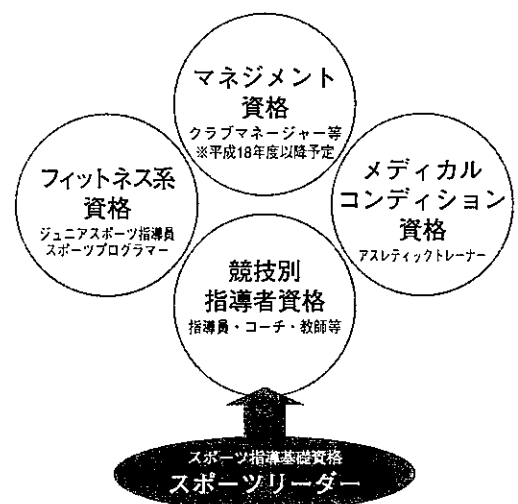 マネジメント
資格
クラブマネージャー等
※平成18年度以降予定
フィットネス系
資格
ジュニアスポーツ指導員
スポーツプログラマー
メディカル
コンディション
資格
アスレティックトレーナー
競技別
指導者資格
指導員・コーチ・教師等
スポーツ指導基礎資格
スポーツリーダー